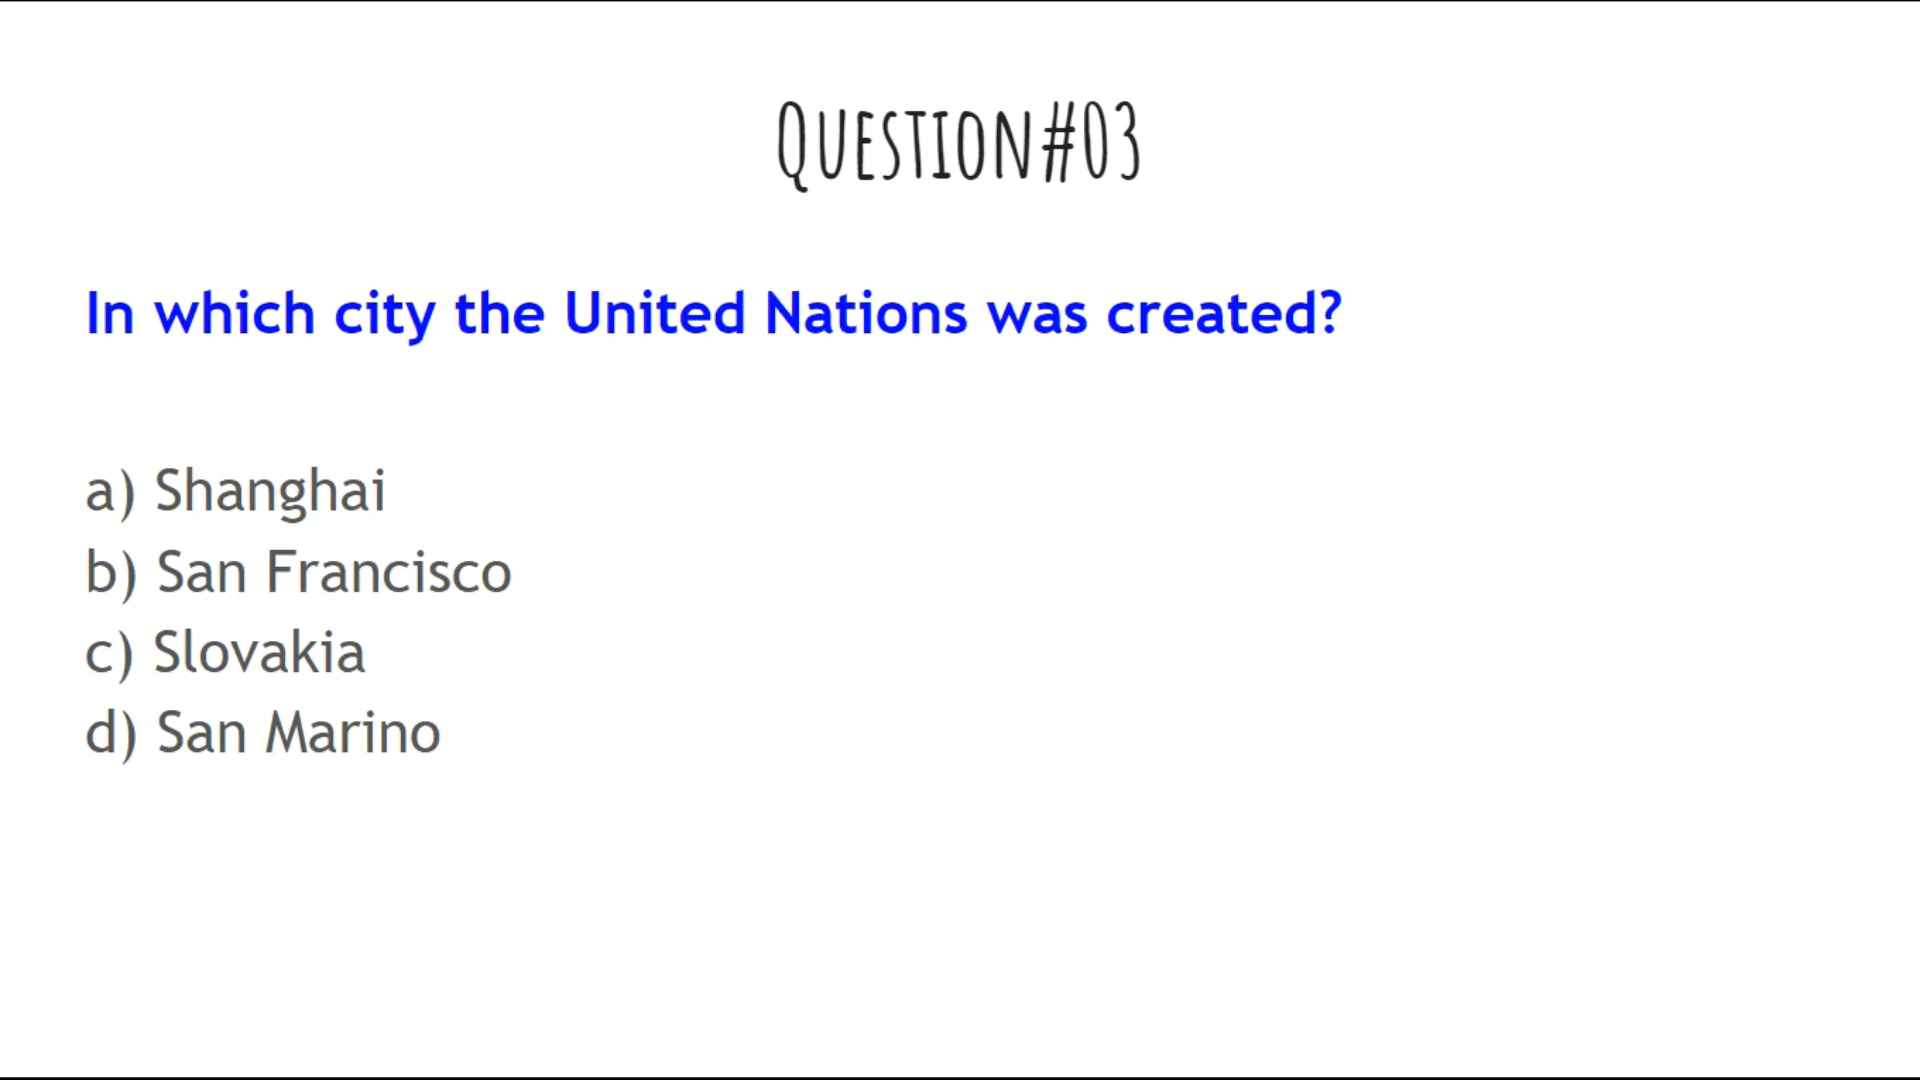 Question#03
In which city the United Nations was created?
a) Shanghai
b) San Francisco
c) Slovakia
d) San Marino